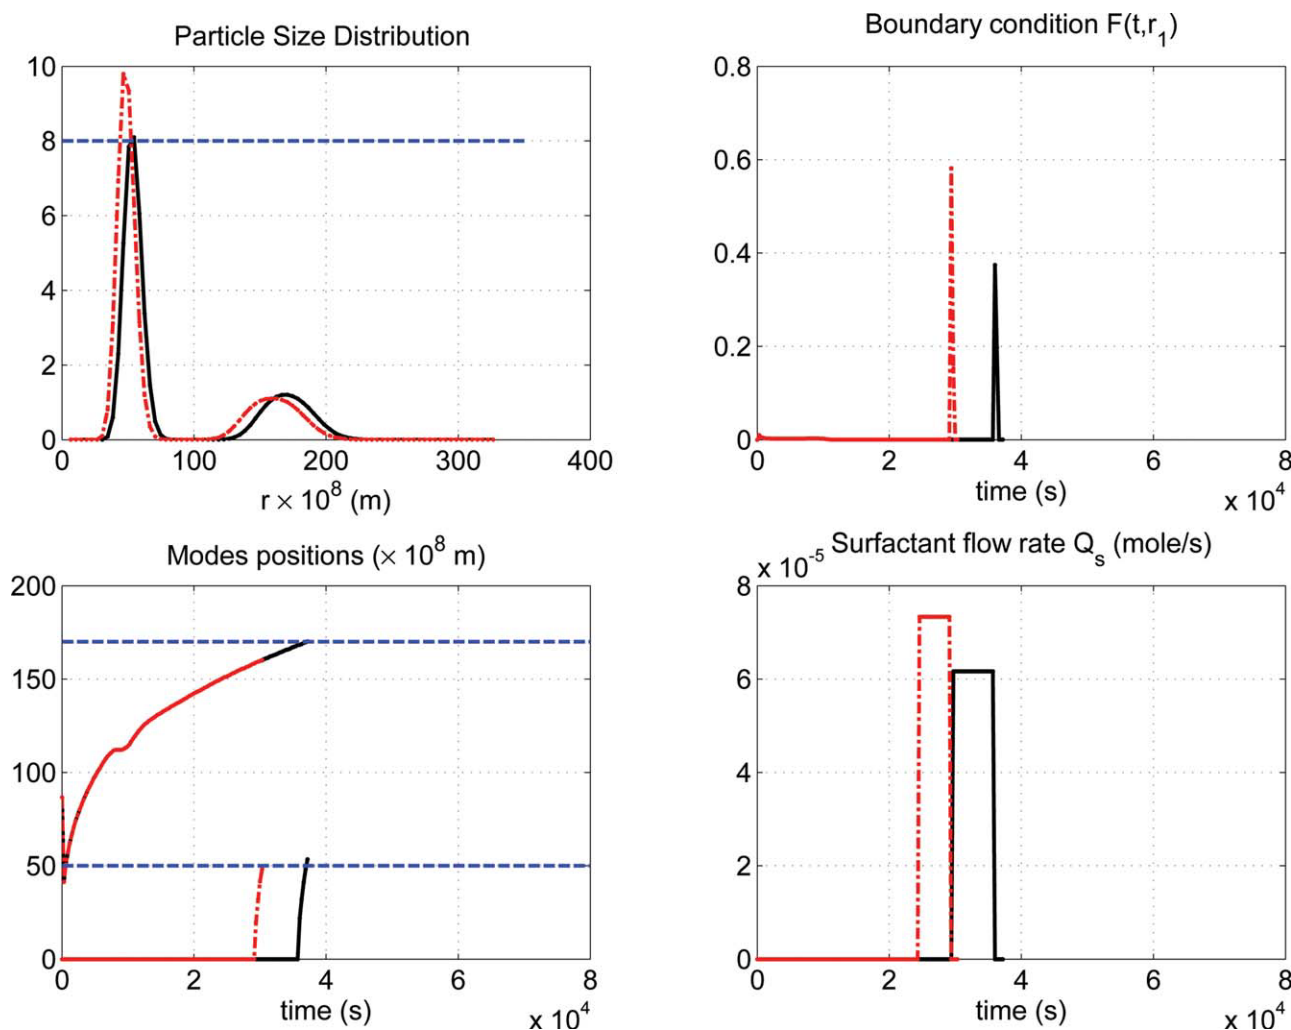 Particle Size Distribution
10
8
6
4
2
0
0 100 200 300 400
r × 10⁸ (m)
Boundary condition F(t,r₁)
0.8
0.6
0.4
0.2
0
0 2 4 6 8
time (s)
x 10⁴
Modes positions (× 10⁸ m)
200
150
100
50
0
0 2 4 6 8
time (s)
x 10⁴
Surfactant flow rate Qₛ (mole/s)
x 10⁻⁵
8
6
4
2
0
0 2 4 6 8
time (s)
x 10⁴